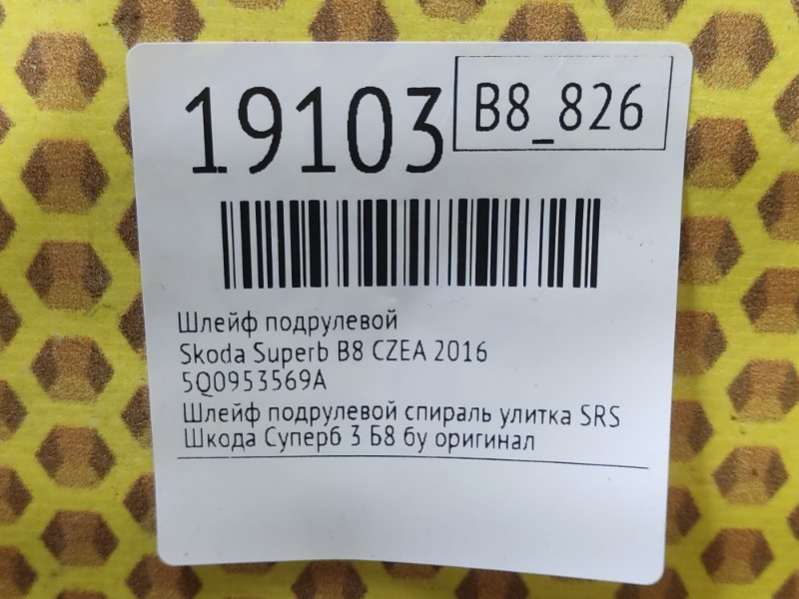 19103
B8_826
Шлейф подрулевой
Skoda Superb B8 CZEA 2016
5Q0953569A
Шлейф подрулевой спираль улитка SRS
Шкода Суперб 3 Б8 бу оригинал